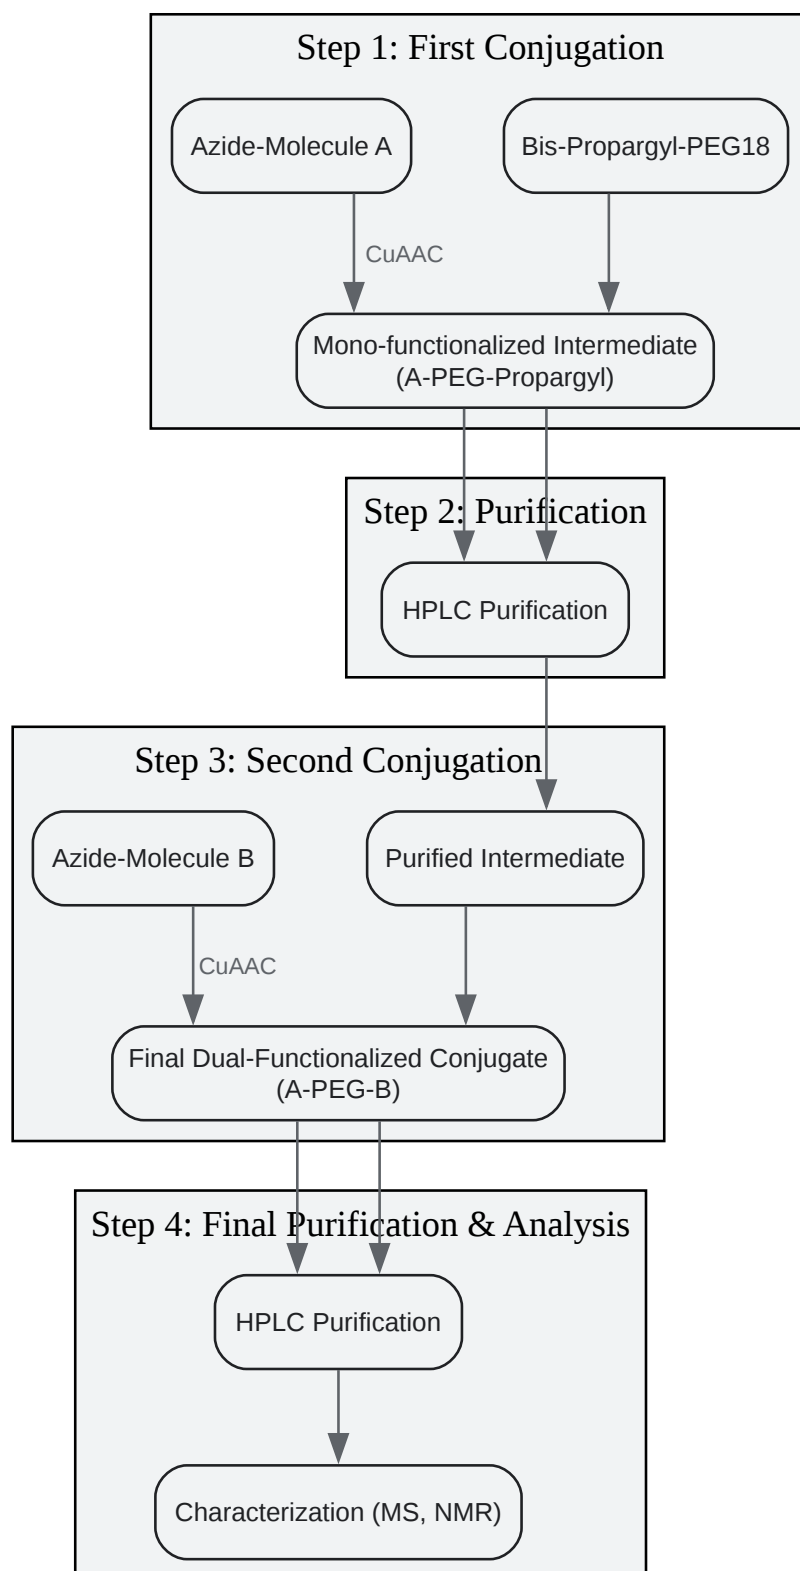 Step 1: First Conjugation
Azide-Molecule A
Bis-Propargyl-PEG18
CuAAC
Mono-functionalized Intermediate
(A-PEG-Propargyl)
Step 2: Purification
HPLC Purification
Step 3: Second Conjugation
Azide-Molecule B
Purified Intermediate
CuAAC
Final Dual-Functionalized Conjugate
(A-PEG-B)
Step 4: Final Purification & Analysis
HPLC Purification
Characterization (MS, NMR)